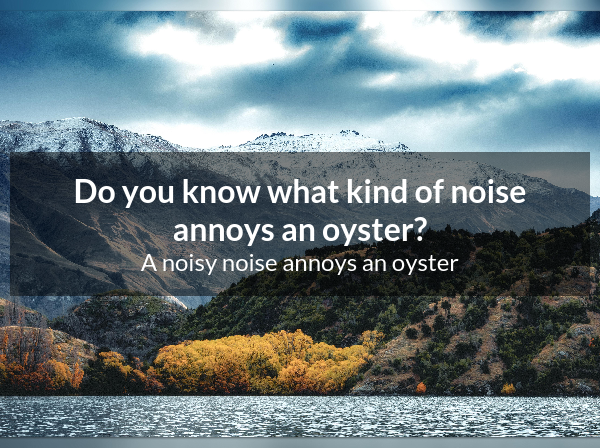 Do you know what kind of noise
annoys an oyster?
A noisy noise annoys an oyster